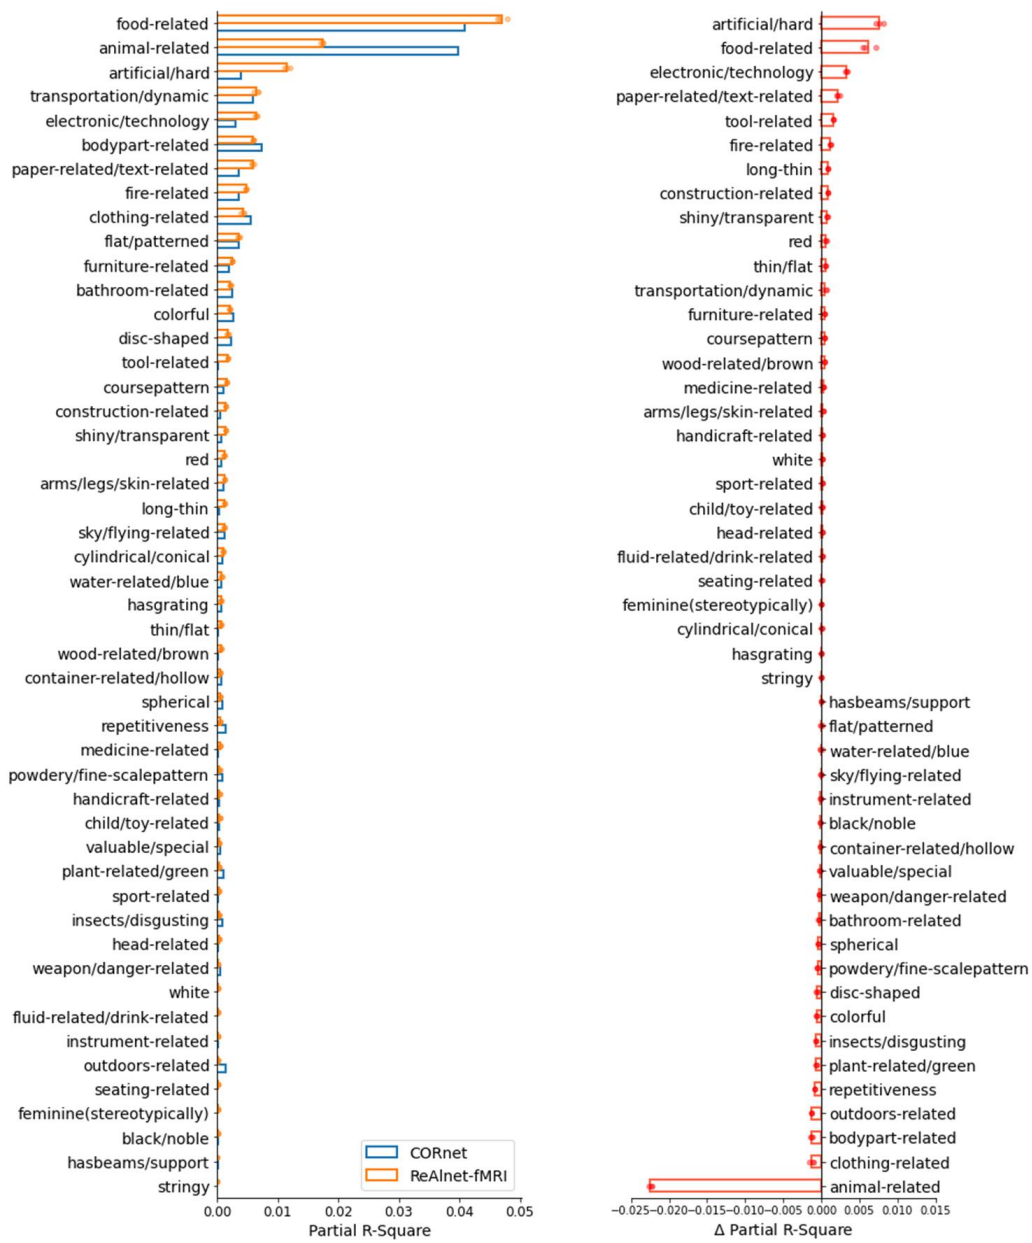 food-related
animal-related
artificial/hard
transportation/dynamic
electronic/technology
bodypart-related
paper-related/text-related
fire-related
clothing-related
flat/patterned
furniture-related
bathroom-related
colorful
disc-shaped
tool-related
coursepattern
construction-related
shiny/transparent
red
arms/legs/skin-related
long-thin
sky/flying-related
cylindrical/conical
water-related/blue
hasgrating
thin/flat
wood-related/brown
container-related/hollow
spherical
repetitiveness
medicine-related
powdery/fine-scalepattern
handicraft-related
child/toy-related
valuable/special
plant-related/green
sport-related
insects/disgusting
head-related
weapon/danger-related
white
fluid-related/drink-related
instrument-related
outdoors-related
seating-related
feminine(stereotypically)
black/noble
hasbeams/support
stringy
CORnet
ReAlnet-fMRI
0.00 0.01 0.02 0.03 0.04 0.05
Partial R-Square
artificial/hard
food-related
electronic/technology
paper-related/text-related
tool-related
fire-related
long-thin
construction-related
shiny/transparent
red
thin/flat
transportation/dynamic
furniture-related
coursepattern
wood-related/brown
medicine-related
arms/legs/skin-related
handicraft-related
white
sport-related
child/toy-related
head-related
fluid-related/drink-related
seating-related
feminine(stereotypically)
cylindrical/conical
hasgrating
stringy
hasbeams/support
flat/patterned
water-related/blue
sky/flying-related
instrument-related
black/noble
container-related/hollow
valuable/special
weapon/danger-related
bathroom-related
spherical
powdery/fine-scalepattern
disc-shaped
colorful
insects/disgusting
plant-related/green
repetitiveness
outdoors-related
bodypart-related
clothing-related
animal-related
−0.025 −0.020 −0.015 −0.010 −0.005 0.000 0.005 0.010 0.015
Δ Partial R-Square